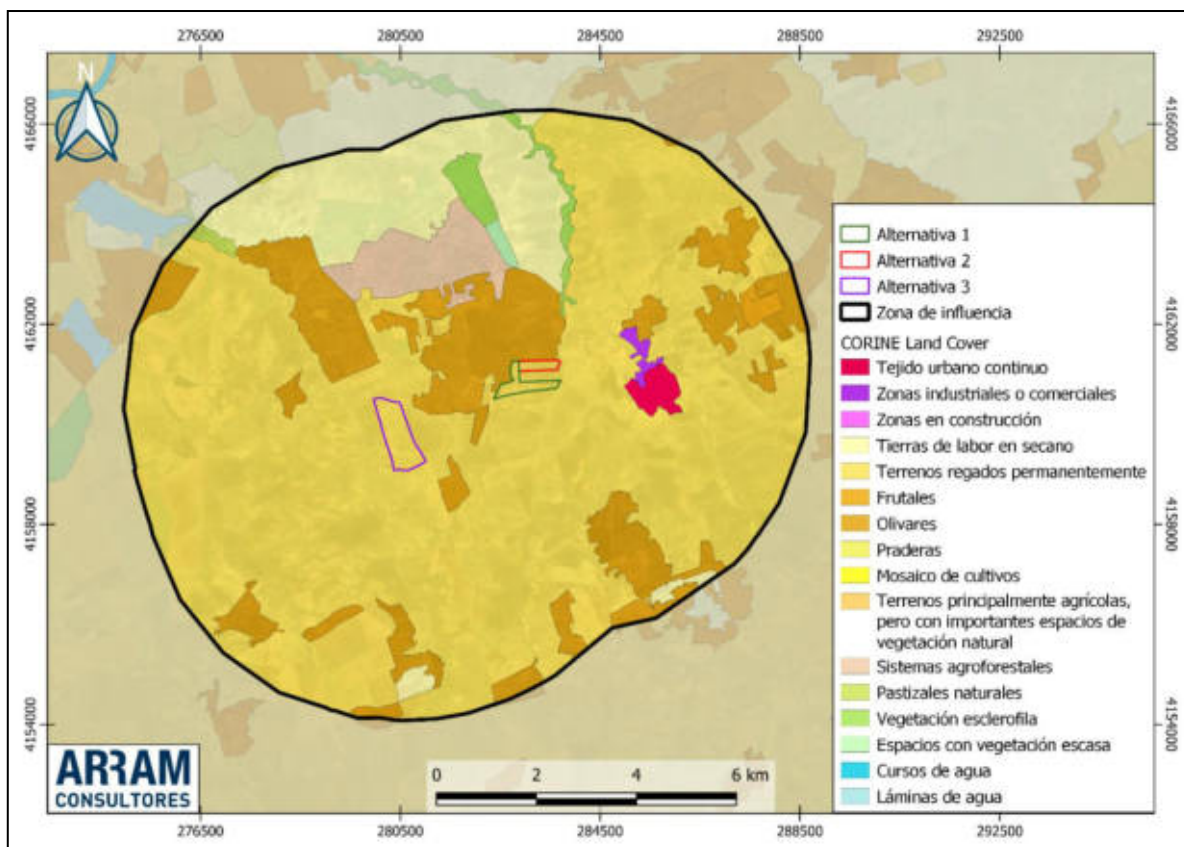 276500 280500 284500 288500 292500
N
4166000
4166000
Alternativa 1
Alternativa 2
Alternativa 3
Zona de influencia
CORINE Land Cover
Tejido urbano continuo
Zonas industriales o comerciales
Zonas en construcción
Tierras de labor en secano
Terrenos regados permanentemente
Frutales
Olivares
Praderas
Mosaico de cultivos
Terrenos principalmente agrícolas,
pero con importantes espacios de
vegetación natural
Sistemas agroforestales
Pastizales naturales
Vegetación esclerofila
Espacios con vegetación escasa
Cursos de agua
Láminas de agua
4162000
4162000
4158000
4158000
4154000
4154000
ARRAM
CONSULTORES
0 2 4 6 km
276500 280500 284500 288500 292500